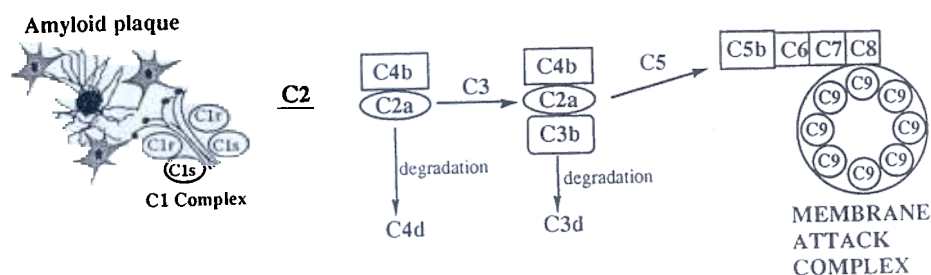 Amyloid plaque
C1r
C1r
C1s
C1s
C1 Complex
C2
C4b
C2a
degradation
C4d
C3
C4b
C2a
C3b
degradation
C3d
C5
C5b C6 C7 C8
C9
C9
C9
C9
C9
C9
C9
C9
MEMBRANE
ATTACK
COMPLEX